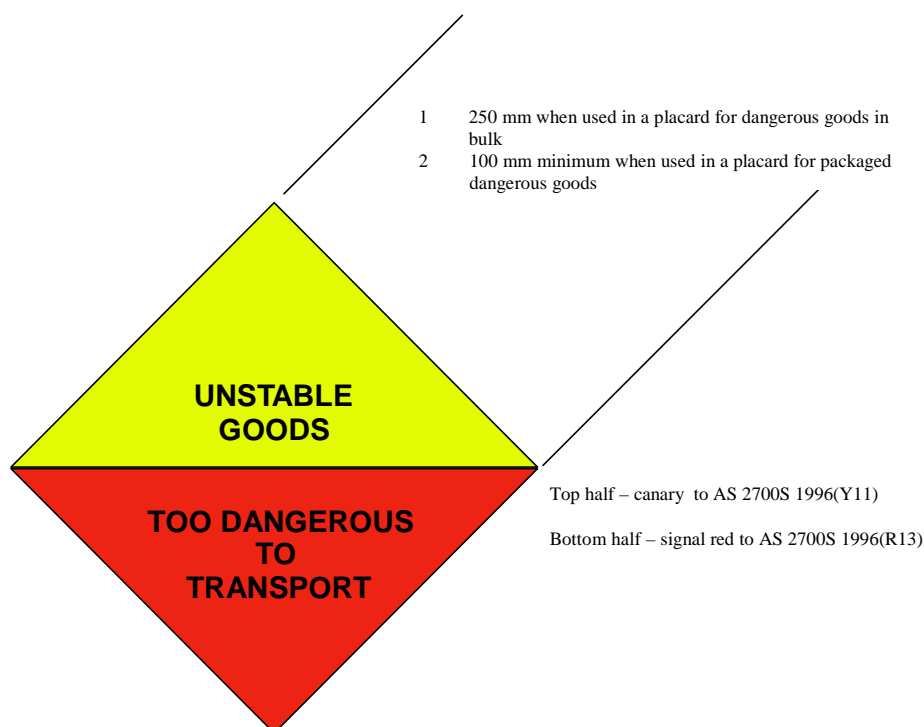 1 250 mm when used in a placard for dangerous goods in
bulk
2 100 mm minimum when used in a placard for packaged
dangerous goods
UNSTABLE
GOODS
Top half – canary to AS 2700S 1996(Y11)
TOO DANGEROUS
TO
TRANSPORT
Bottom half – signal red to AS 2700S 1996(R13)